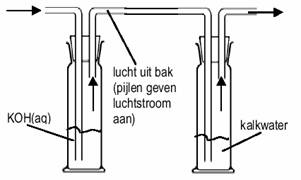 lucht uit bak
(pijlen geven
luchtstroom
aan)
KOH(aq)
kalkwater